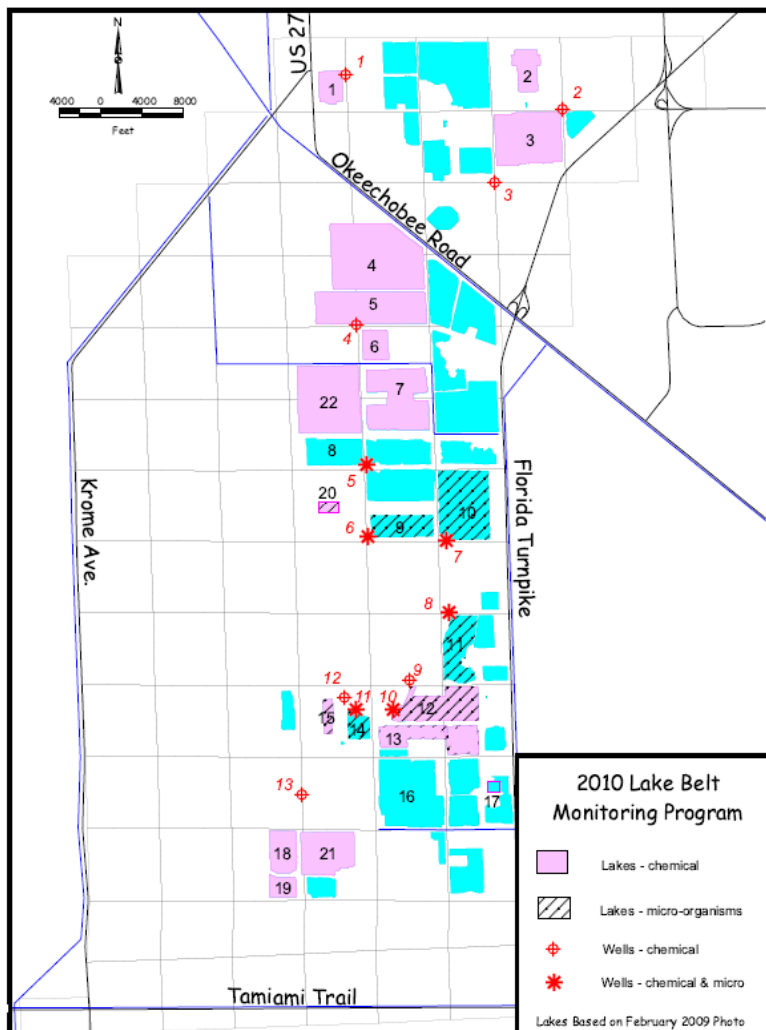 N
US 27
1
1
2
2
4000 0 4000 8000
Feet
3
3
Okeechobee Road
4
5
4
6
7
22
8
5
20
Krome Ave.
Florida Turnpike
10
6
9
7
8
11
9
12
11
10
12
15
14
13
13
16
17
18
21
19
Tamiami Trail
2010 Lake Belt
Monitoring Program
Lakes - chemical
Lakes - micro-organisms
Wells - chemical
Wells - chemical & micro
Lakes Based on February 2009 Photo